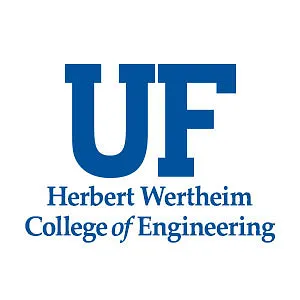 UF
Herbert Wertheim
College of Engineering